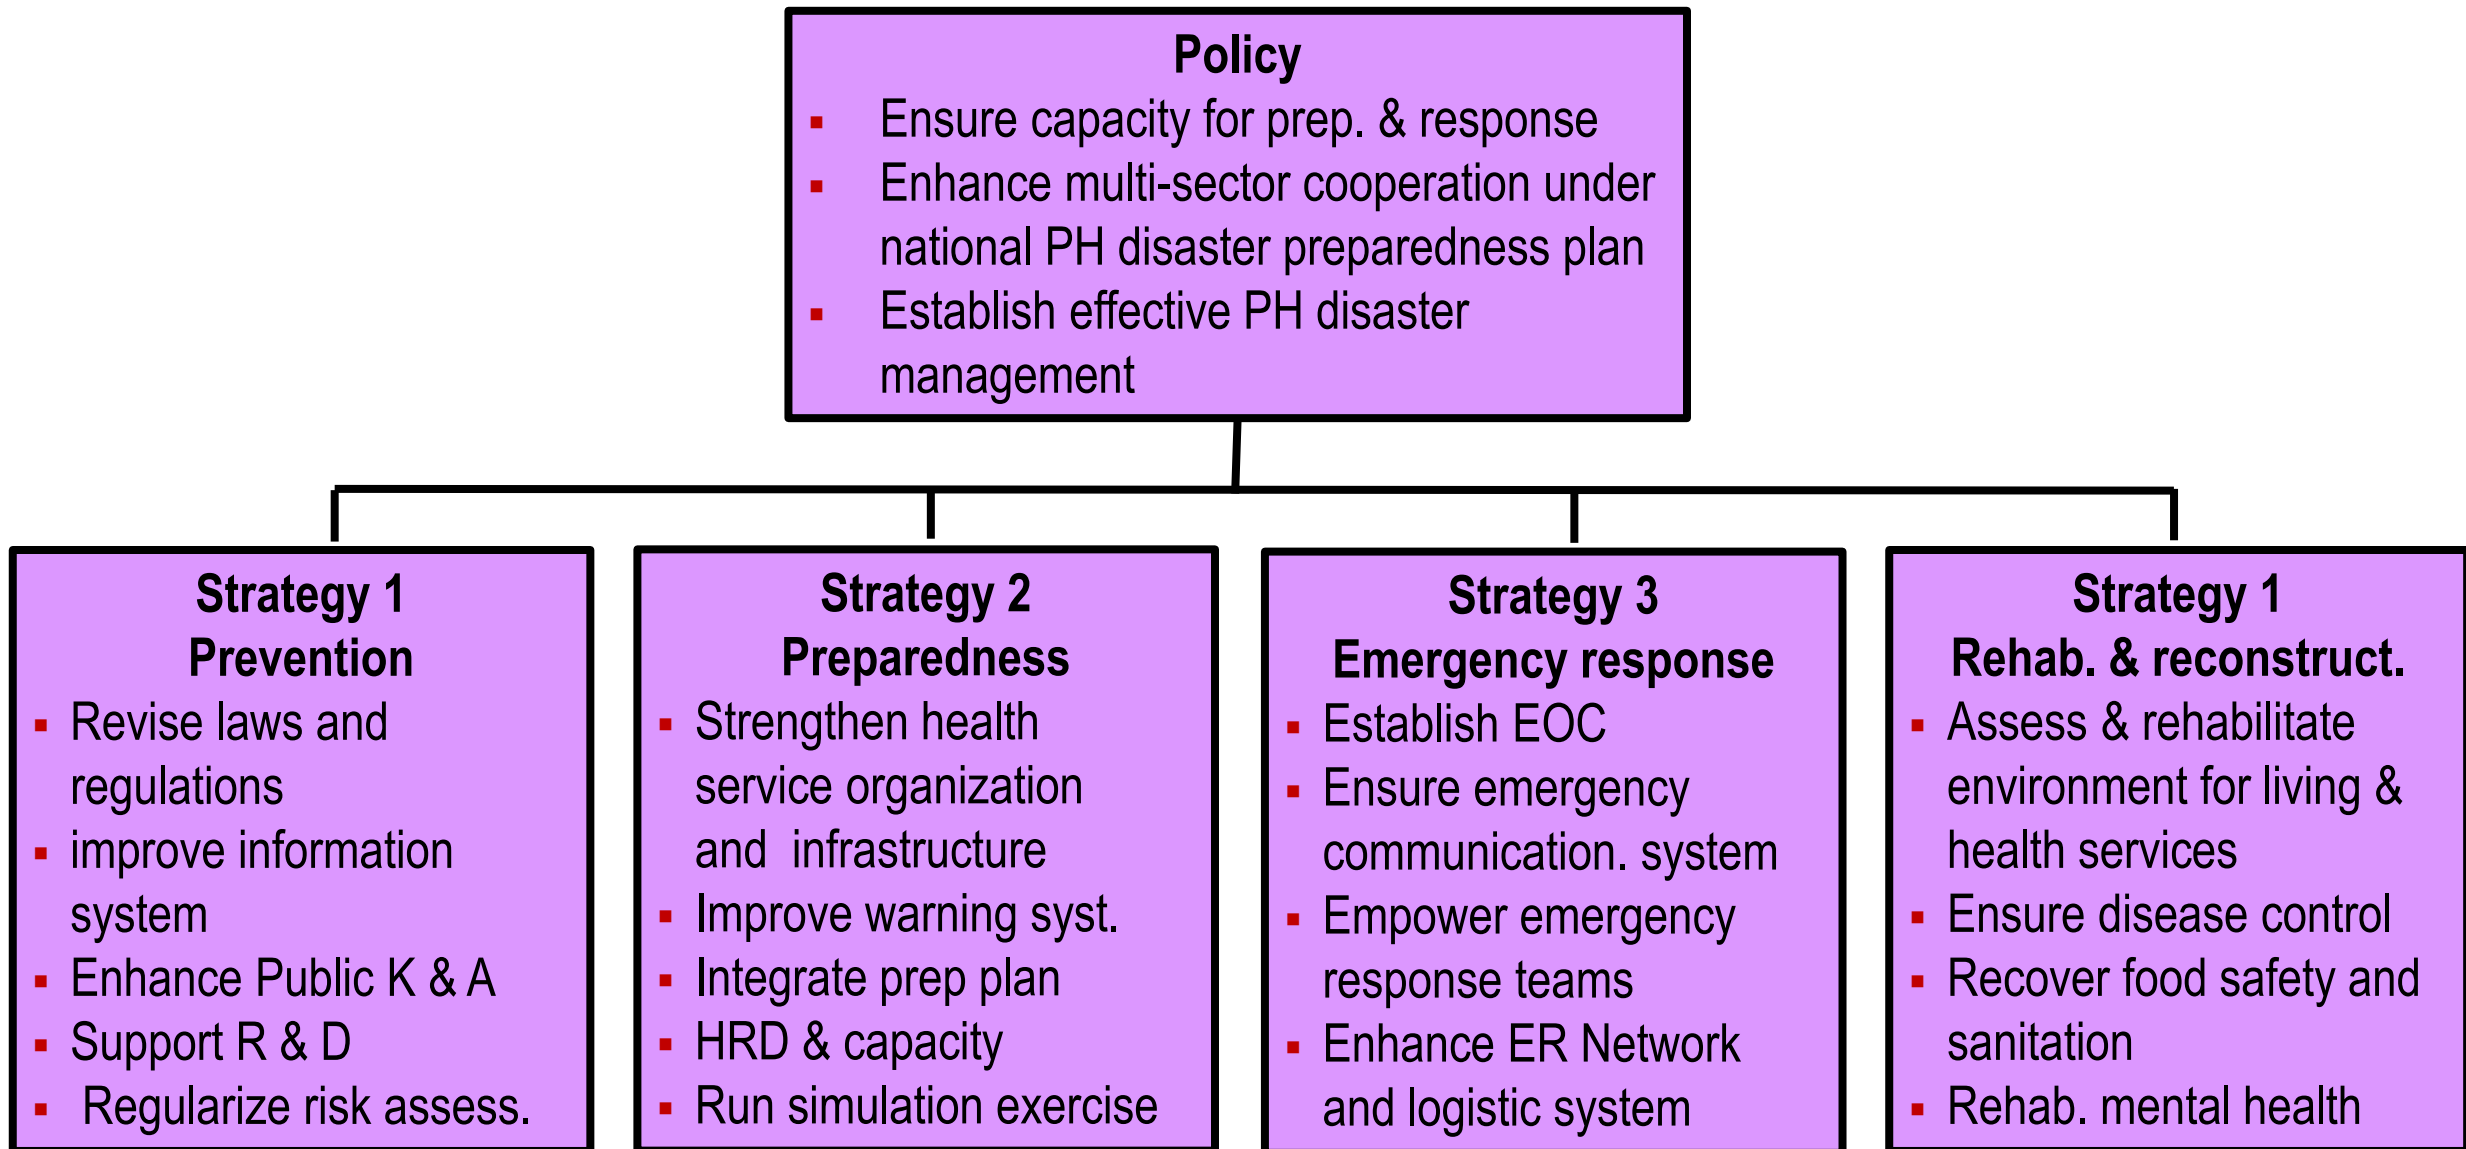 Policy
▪ Ensure capacity for prep. & response
▪ Enhance multi-sector cooperation under
national PH disaster preparedness plan
▪ Establish effective PH disaster
management
Strategy 1
Prevention
▪ Revise laws and
regulations
▪ improve information
system
▪ Enhance Public K & A
▪ Support R & D
▪ Regularize risk assess.
Strategy 2
Preparedness
▪ Strengthen health
service organization
and infrastructure
▪ Improve warning syst.
▪ Integrate prep plan
▪ HRD & capacity
▪ Run simulation exercise
Strategy 3
Emergency response
▪ Establish EOC
▪ Ensure emergency
communication. system
▪ Empower emergency
response teams
▪ Enhance ER Network
and logistic system
Strategy 1
Rehab. & reconstruct.
▪ Assess & rehabilitate
environment for living &
health services
▪ Ensure disease control
▪ Recover food safety and
sanitation
▪ Rehab. mental health